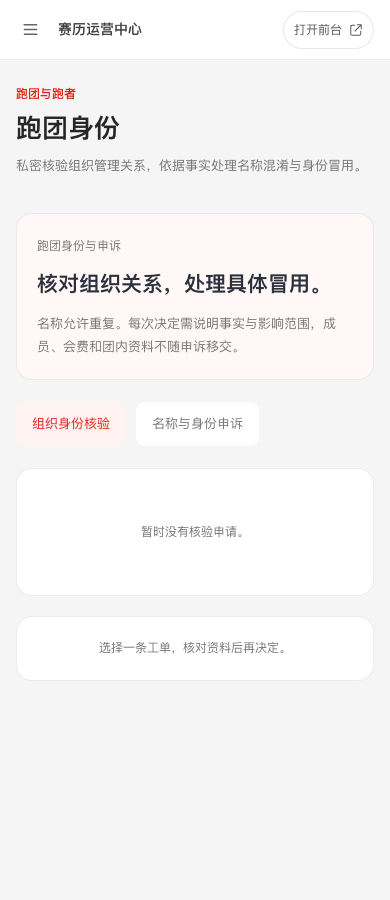 赛历运营中心
打开前台
跑团与跑者
跑团身份
私密核验组织管理关系，依据事实处理名称混淆与身份冒用。
跑团身份与申诉
核对组织关系，处理具体冒用。
名称允许重复。每次决定需说明事实与影响范围，成
员、会费和团内资料不随申诉移交。
组织身份核验
名称与身份申诉
暂时没有核验申请。
选择一条工单，核对资料后再决定。